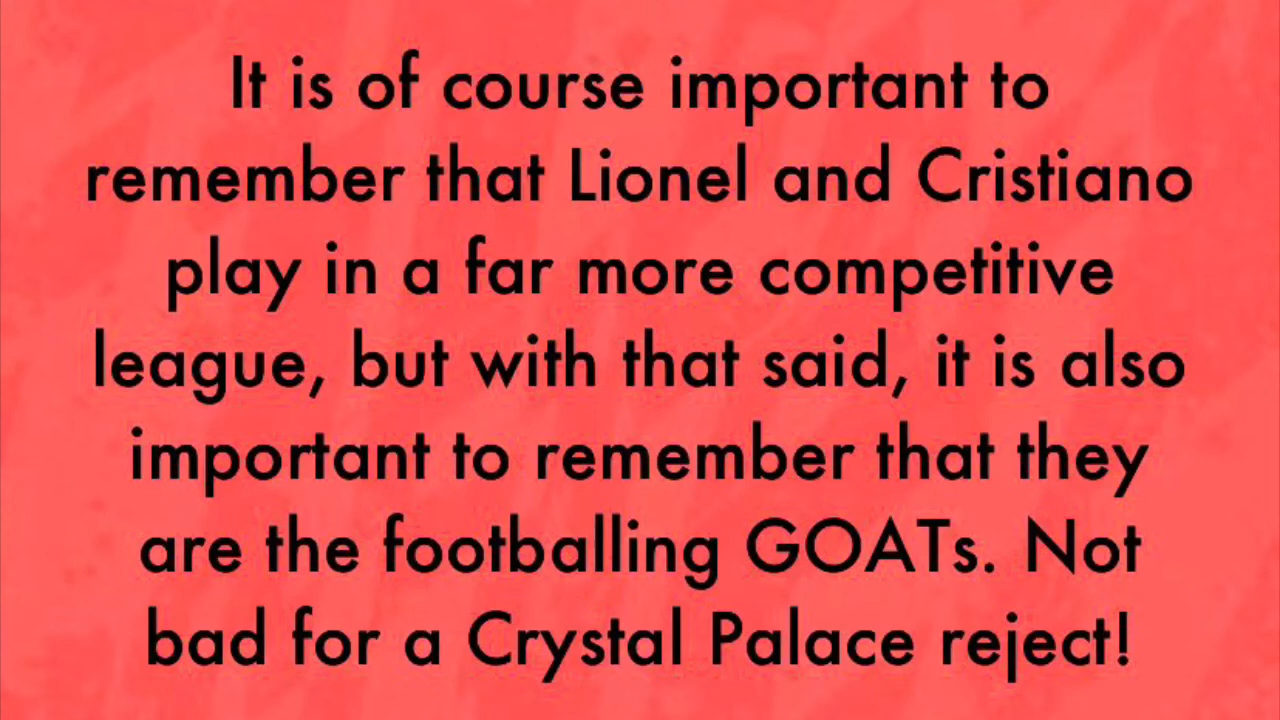 It is of course important to
remember that Lionel and Cristiano
play in a far more competitive
league, but with that said, it is also
important to remember that they
are the footballing GOATs. Not
bad for a Crystal Palace reject!